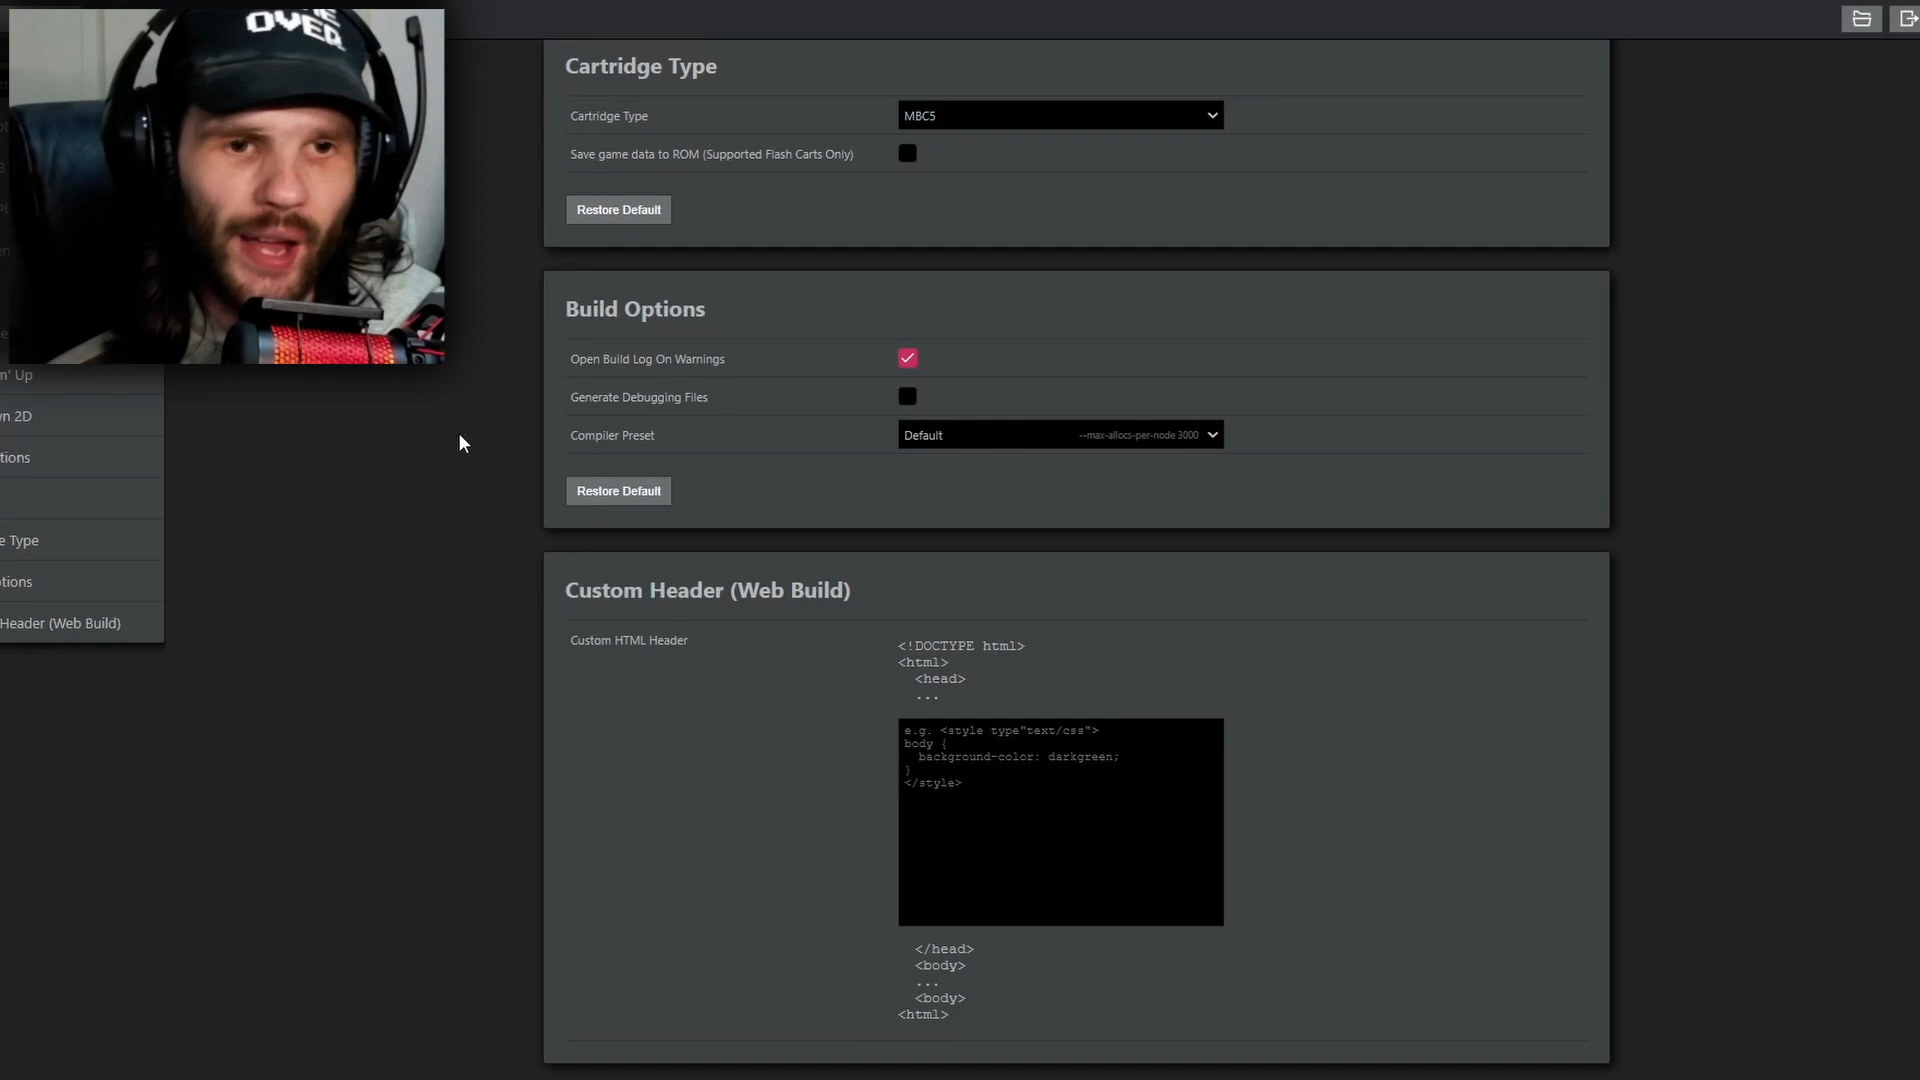 OVER
Cartridge Type
Cartridge Type
MBC5
Save game data to ROM (Supported Flash Carts Only)
Restore Default
Build Options
Open Build Log On Warnings
Generate Debugging Files
Compiler Preset
Default
--max-allocs-per-node 3000
Restore Default
Custom Header (Web Build)
Custom HTML Header
<!DOCTYPE html>
<html>
<head>
...
e.g. <style type"text/css">
body {
background-color: darkgreen;
}
</style>
</head>
<body>
...
<body>
<html>
m' Up
wn 2D
tions
e Type
otions
Header (Web Build)